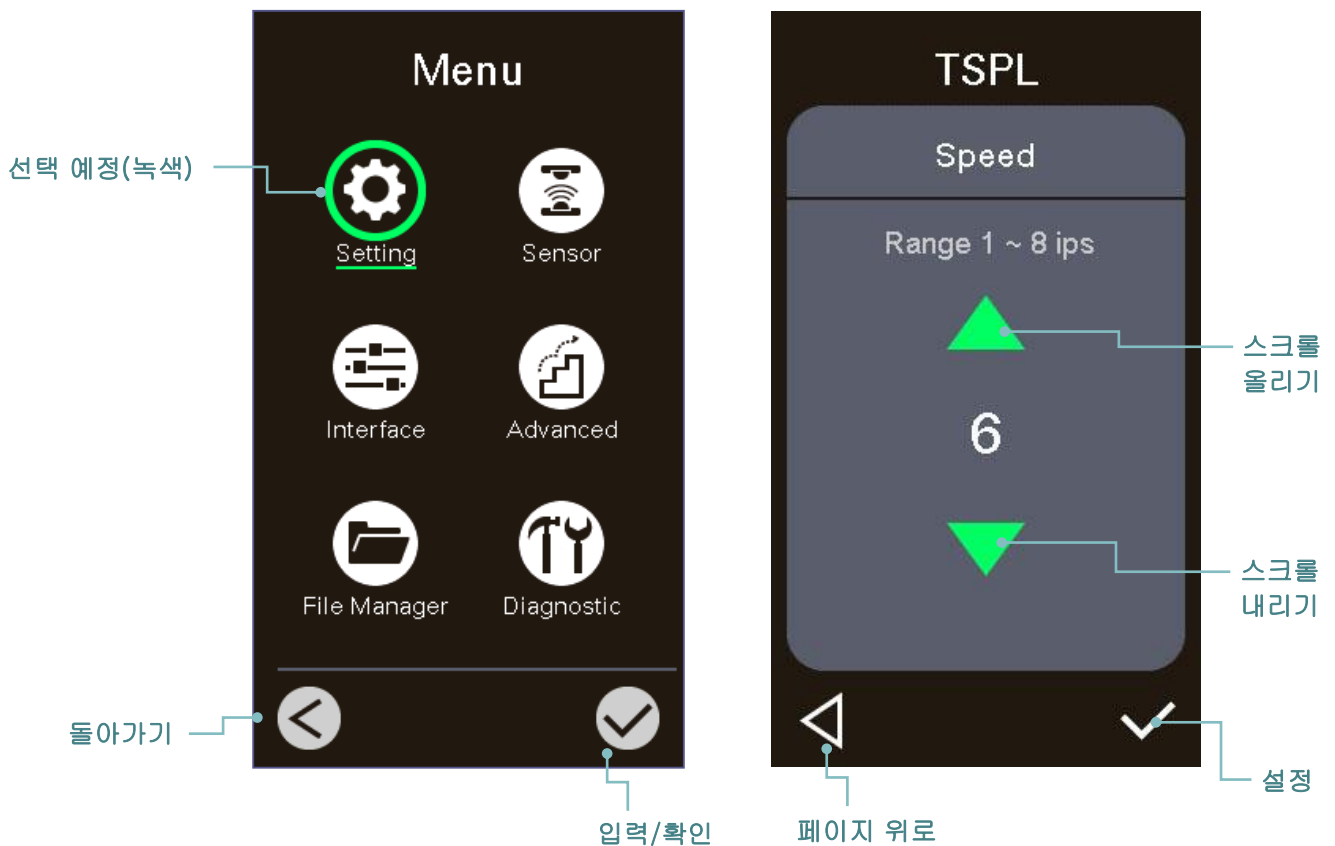 Menu
선택 예정(녹색)
Setting
Sensor
Interface
Advanced
File Manager
Diagnostic
돌아가기
입력/확인
TSPL
Speed
Range 1 ~ 8 ips
스크롤
올리기
6
스크롤
내리기
페이지 위로
설정